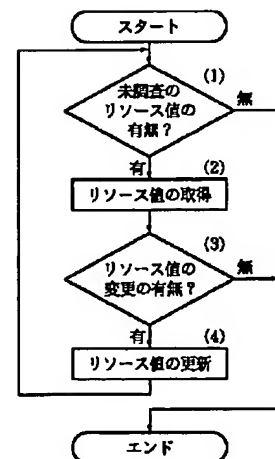 スタート
(1)
未調査の
リソース値の
有無？
無
有
(2)
リソース値の取得
(3)
リソース値の
変更の有無？
無
有
(4)
リソース値の更新
エンド